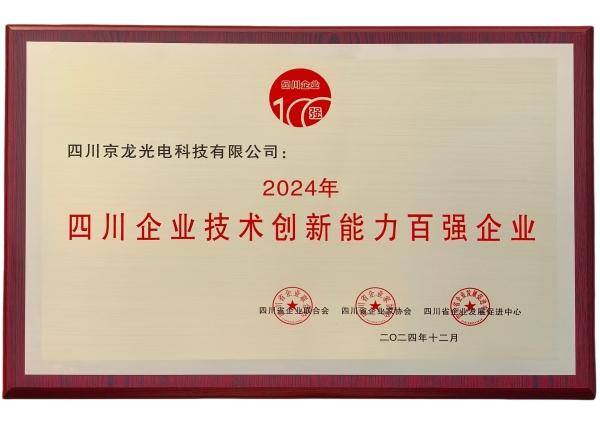 四川企业
100强
四川京龙光电科技有限公司：
2024年
四川企业技术创新能力百强企业
四川省企业联合会 四川省企业家协会 四川省企业发展促进中心
二〇二四年十二月